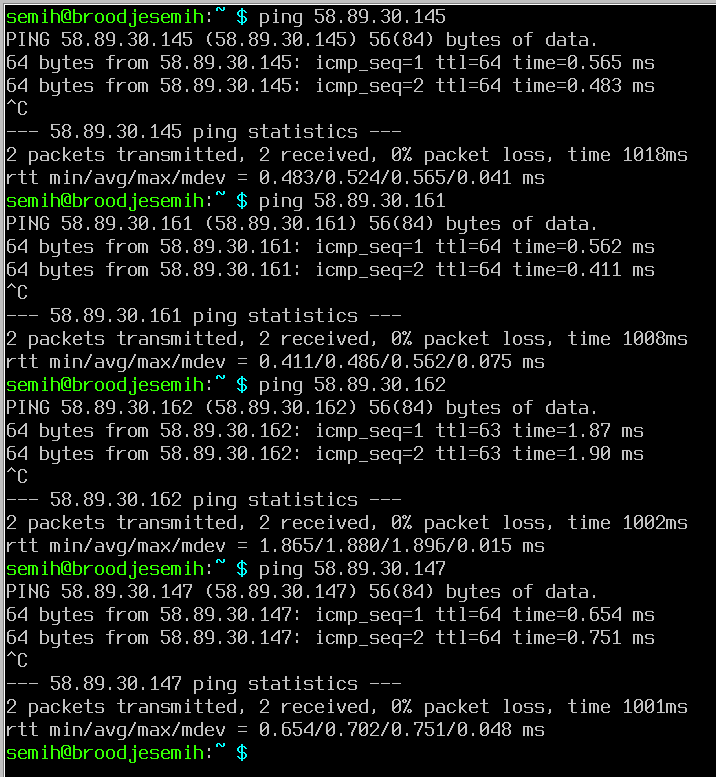 semih@broodjesemih:~ $ ping 58.89.30.145
PING 58.89.30.145 (58.89.30.145) 56(84) bytes of data.
64 bytes from 58.89.30.145: icmp_seq=1 ttl=64 time=0.565 ms
64 bytes from 58.89.30.145: icmp_seq=2 ttl=64 time=0.483 ms
^C
--- 58.89.30.145 ping statistics ---
2 packets transmitted, 2 received, 0% packet loss, time 1018ms
rtt min/avg/max/mdev = 0.483/0.524/0.565/0.041 ms
semih@broodjesemih:~ $ ping 58.89.30.161
PING 58.89.30.161 (58.89.30.161) 56(84) bytes of data.
64 bytes from 58.89.30.161: icmp_seq=1 ttl=64 time=0.562 ms
64 bytes from 58.89.30.161: icmp_seq=2 ttl=64 time=0.411 ms
^C
--- 58.89.30.161 ping statistics ---
2 packets transmitted, 2 received, 0% packet loss, time 1008ms
rtt min/avg/max/mdev = 0.411/0.486/0.562/0.075 ms
semih@broodjesemih:~ $ ping 58.89.30.162
PING 58.89.30.162 (58.89.30.162) 56(84) bytes of data.
64 bytes from 58.89.30.162: icmp_seq=1 ttl=63 time=1.87 ms
64 bytes from 58.89.30.162: icmp_seq=2 ttl=63 time=1.90 ms
^C
--- 58.89.30.162 ping statistics ---
2 packets transmitted, 2 received, 0% packet loss, time 1002ms
rtt min/avg/max/mdev = 1.865/1.880/1.896/0.015 ms
semih@broodjesemih:~ $ ping 58.89.30.147
PING 58.89.30.147 (58.89.30.147) 56(84) bytes of data.
64 bytes from 58.89.30.147: icmp_seq=1 ttl=64 time=0.654 ms
64 bytes from 58.89.30.147: icmp_seq=2 ttl=64 time=0.751 ms
^C
--- 58.89.30.147 ping statistics ---
2 packets transmitted, 2 received, 0% packet loss, time 1001ms
rtt min/avg/max/mdev = 0.654/0.702/0.751/0.048 ms
semih@broodjesemih:~ $